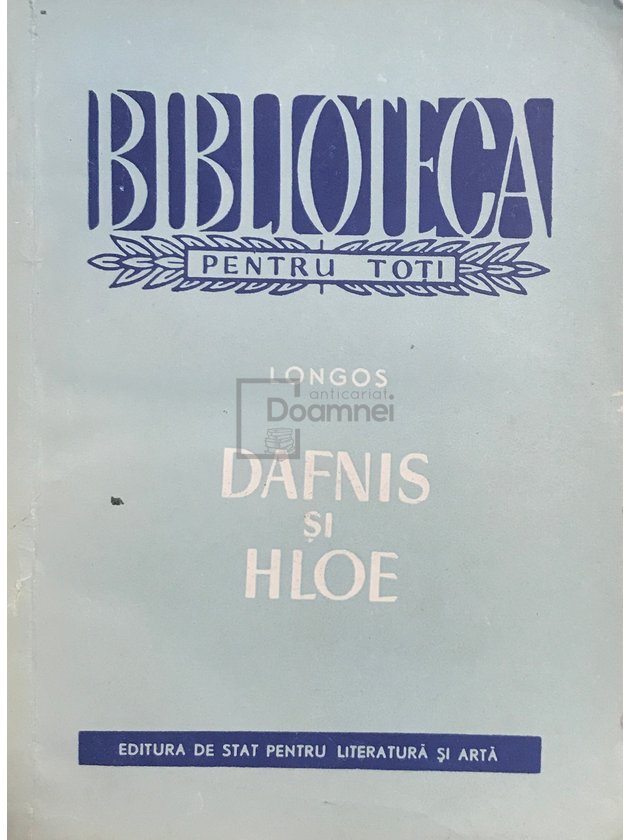 BIBLIOTECA
PENTRU TOȚI
LONGOS
anticariat
Doamnei
DAFNIS
ȘI
HLOE
EDITURA DE STAT PENTRU LITERATURĂ ȘI ARTĂ